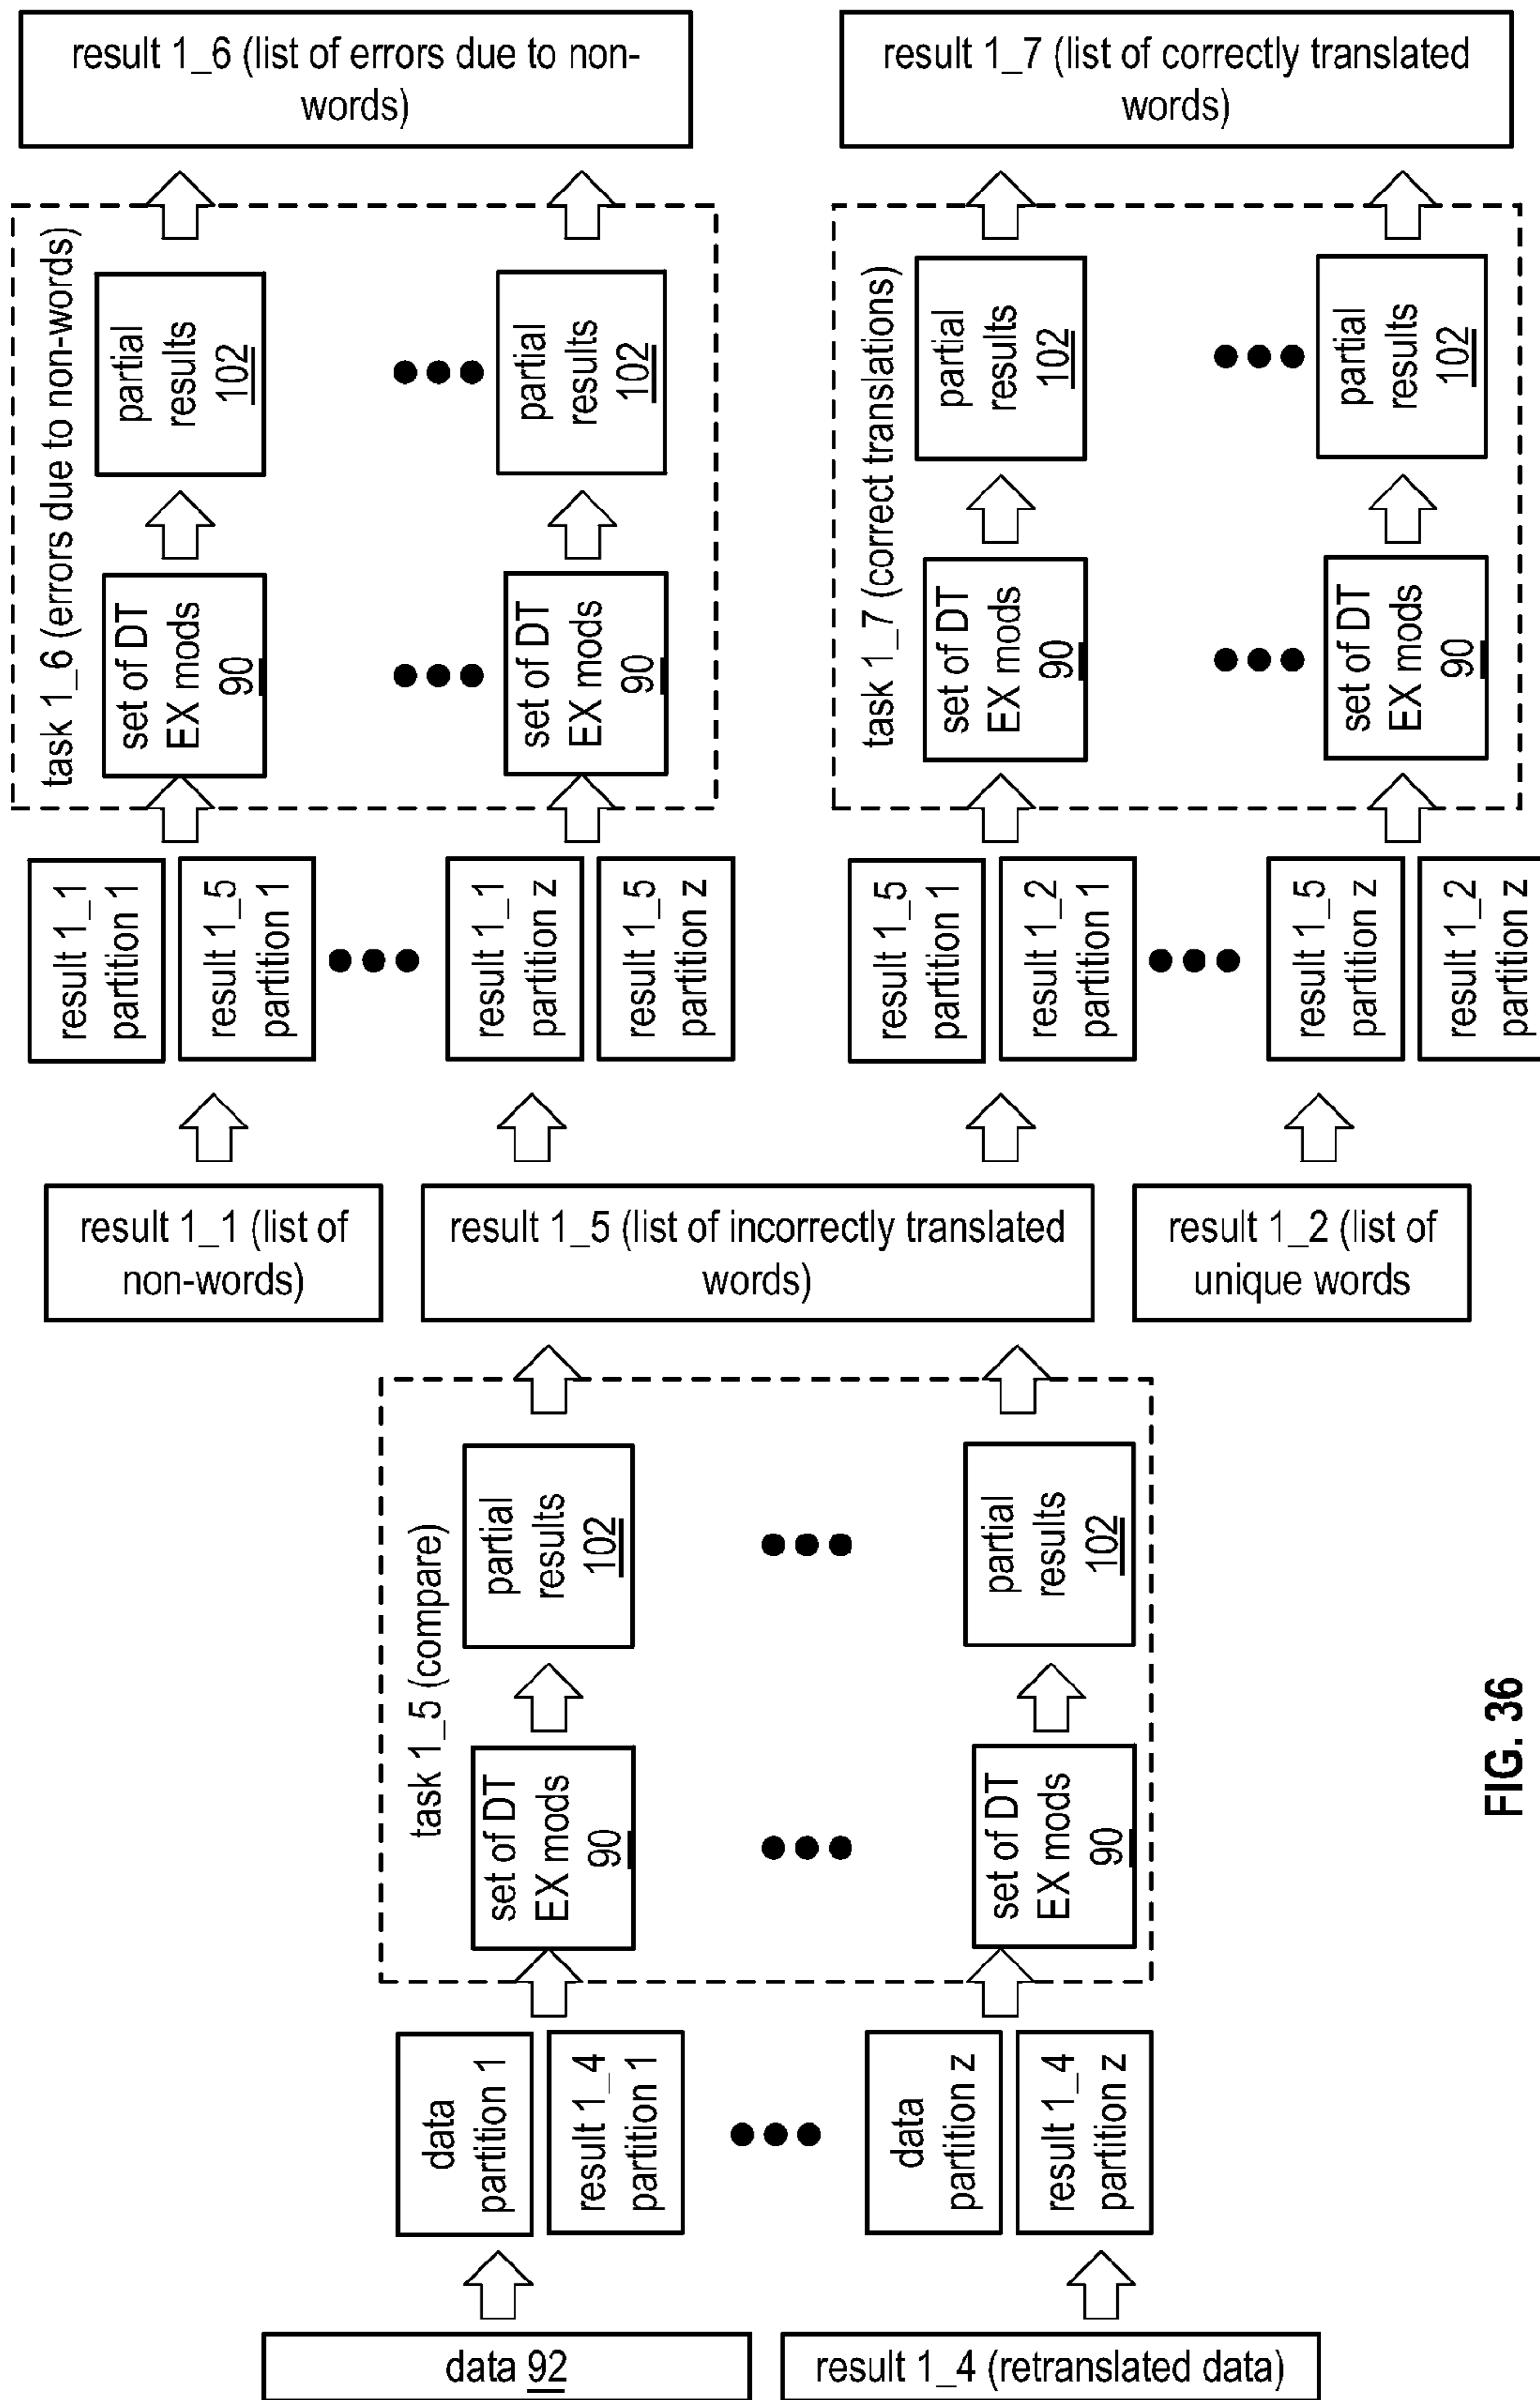 result 1_6 (list of errors due to non-
words)
result 1_7 (list of correctly translated
words)
task 1_6 (errors due to non-words)
set of DT
EX mods
90
partial
results
102
set of DT
EX mods
90
partial
results
102
task 1_7 (correct translations)
set of DT
EX mods
90
partial
results
102
set of DT
EX mods
90
partial
results
102
result 1_1
partition 1
result 1_5
partition 1
result 1_1
partition z
result 1_5
partition z
result 1_5
partition 1
result 1_2
partition 1
result 1_5
partition z
result 1_2
partition z
result 1_1 (list of
non-words)
result 1_5 (list of incorrectly translated
words)
result 1_2 (list of
unique words
task 1_5 (compare)
set of DT
EX mods
90
partial
results
102
set of DT
EX mods
90
partial
results
102
data
partition 1
result 1_4
partition 1
data
partition z
result 1_4
partition z
data 92
result 1_4 (retranslated data)
FIG. 36